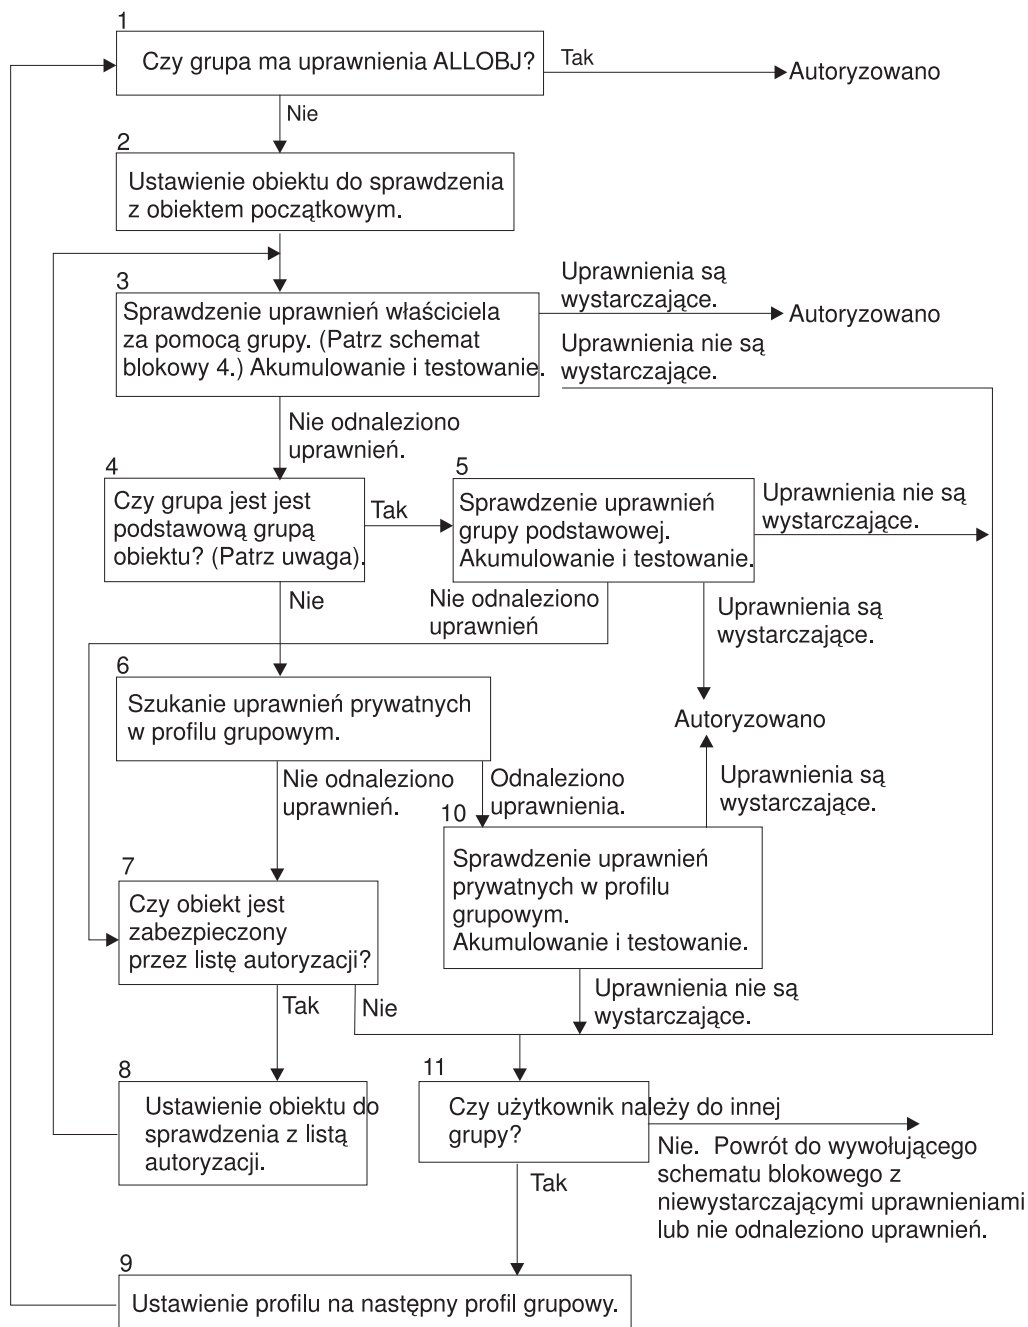 1
Czy grupa ma uprawnienia ALLOBJ?
Tak
Autoryzowano
Nie
2
Ustawienie obiektu do sprawdzenia
z obiektem początkowym.
3
Sprawdzenie uprawnień właściciela
za pomocą grupy. (Patrz schemat
blokowy 4.) Akumulowanie i testowanie.
Uprawnienia są
wystarczające.
Autoryzowano
Uprawnienia nie są
wystarczające.
Nie odnaleziono
uprawnień.
4
Czy grupa jest jest
podstawową grupą
obiektu? (Patrz uwaga).
Tak
5
Sprawdzenie uprawnień
grupy podstawowej.
Akumulowanie i testowanie.
Uprawnienia nie są
wystarczające.
Nie
Nie odnaleziono
uprawnień
Uprawnienia są
wystarczające.
6
Szukanie uprawnień prywatnych
w profilu grupowym.
Autoryzowano
Nie odnaleziono
uprawnień.
Odnaleziono
uprawnienia.
Uprawnienia są
wystarczające.
7
Czy obiekt jest
zabezpieczony
przez listę autoryzacji?
10
Sprawdzenie uprawnień
prywatnych w profilu
grupowym.
Akumulowanie i testowanie.
Tak
Nie
Uprawnienia nie są
wystarczające.
8
Ustawienie obiektu do
sprawdzenia z listą
autoryzacji.
11
Czy użytkownik należy do innej
grupy?
Nie. Powrót do wywołującego
schematu blokowego z
niewystarczającymi uprawnieniami
lub nie odnaleziono uprawnień.
Tak
9
Ustawienie profilu na następny profil grupowy.